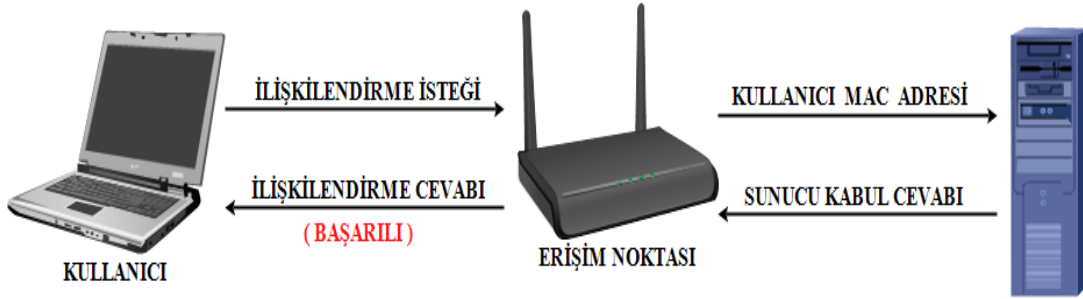 İLİŞKİLENDİRME İSTEĞİ
KULLANICI MAC ADRESİ
İLİŞKİLENDİRME CEVABI
( BAŞARILI )
SUNUCU KABUL CEVABI
KULLANICI
ERİŞİM NOKTASI